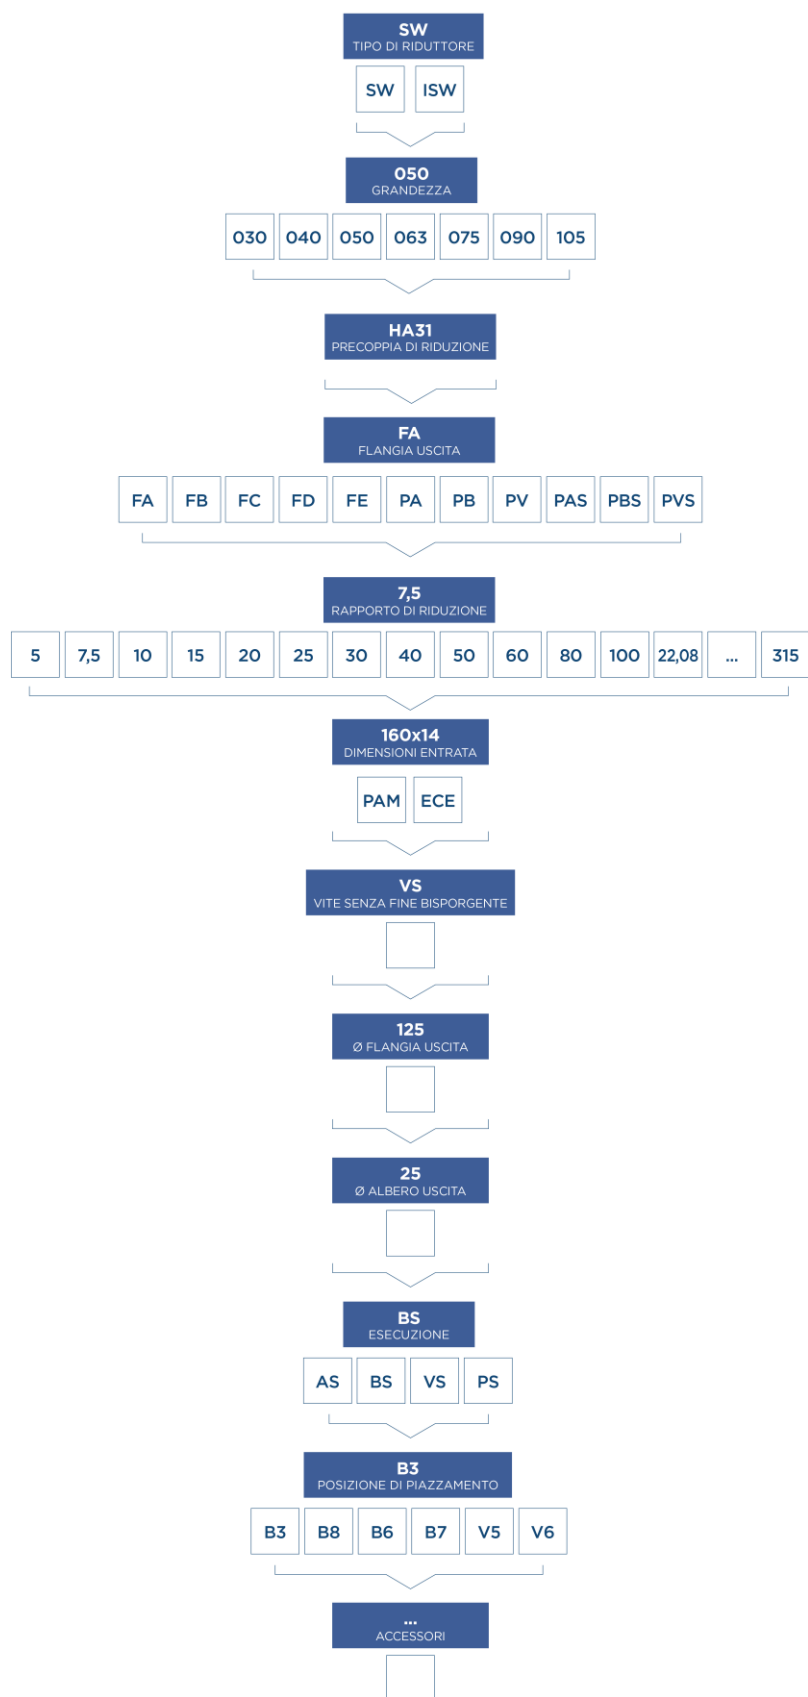 SW
TIPO DI RIDUTTORE
SW ISW
050
GRANDEZZA
030 040 050 063 075 090 105
HA31
PRECOPPIA DI RIDUZIONE
FA
FLANGIA USCITA
FA FB FC FD FE PA PB PV PAS PBS PVS
7,5
RAPPORTO DI RIDUZIONE
5 7,5 10 15 20 25 30 40 50 60 80 100 22,08 ... 315
160x14
DIMENSIONI ENTRATA
PAM ECE
VS
VITE SENZA FINE BISPORGENTE
125
Ø FLANGIA USCITA
25
Ø ALBERO USCITA
BS
ESECUZIONE
AS BS VS PS
B3
POSIZIONE DI PIAZZAMENTO
B3 B8 B6 B7 V5 V6
...
ACCESSORI